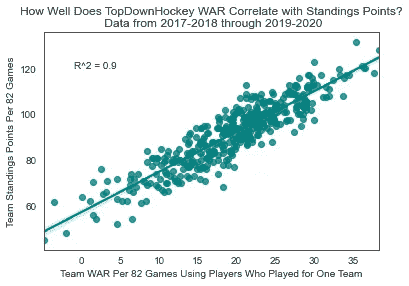 How Well Does TopDownHockey WAR Correlate with Standings Points?
Data from 2017-2018 through 2019-2020
R^2 = 0.9
Team Standings Points Per 82 Games
120
100
80
60
0 5 10 15 20 25 30 35
Team WAR Per 82 Games Using Players Who Played for One Team